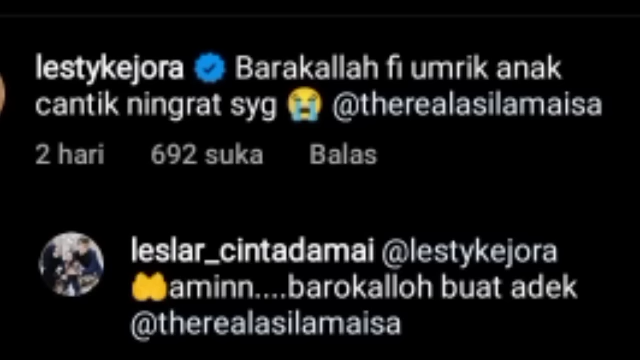 lestykejora Barakallah fi umrik anak
cantik ningrat syg 😭 @therealasilamaisa
2 hari 692 suka Balas
leslar_cintadamai @lestykejora
🤲aminn....barokalloh buat adek
@therealasilamaisa